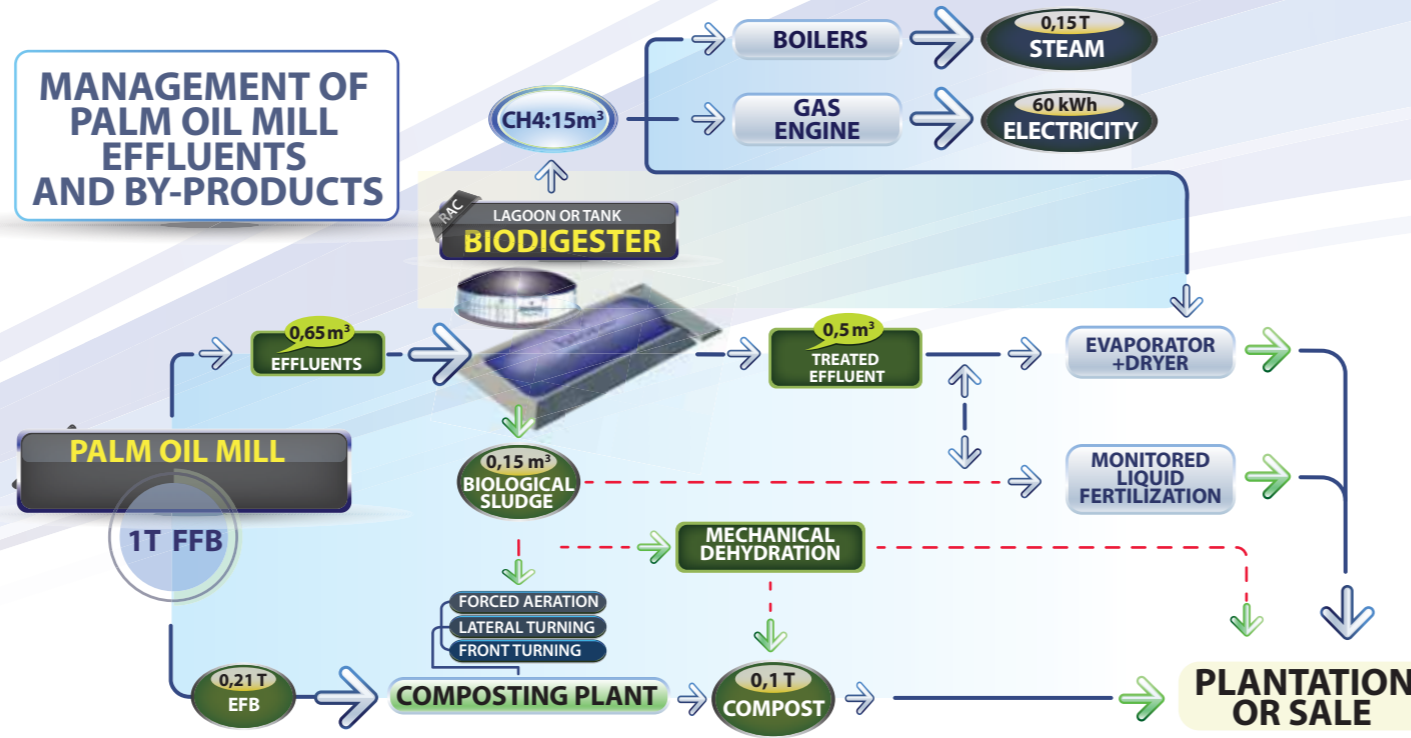 MANAGEMENT OF
PALM OIL MILL
EFFLUENTS
AND BY-PRODUCTS
CH4:15m³
BOILERS
0,15 T
STEAM
GAS
ENGINE
60 kWh
ELECTRICITY
RAC
LAGOON OR TANK
BIODIGESTER
0,65 m³
EFFLUENTS
0,5 m³
TREATED
EFFLUENT
EVAPORATOR
+DRYER
PALM OIL MILL
1T FFB
0,15 m³
BIOLOGICAL
SLUDGE
MONITORED
LIQUID
FERTILIZATION
MECHANICAL
DEHYDRATION
FORCED AERATION
LATERAL TURNING
FRONT TURNING
0,21 T
EFB
COMPOSTING PLANT
0,1 T
COMPOST
PLANTATION
OR SALE